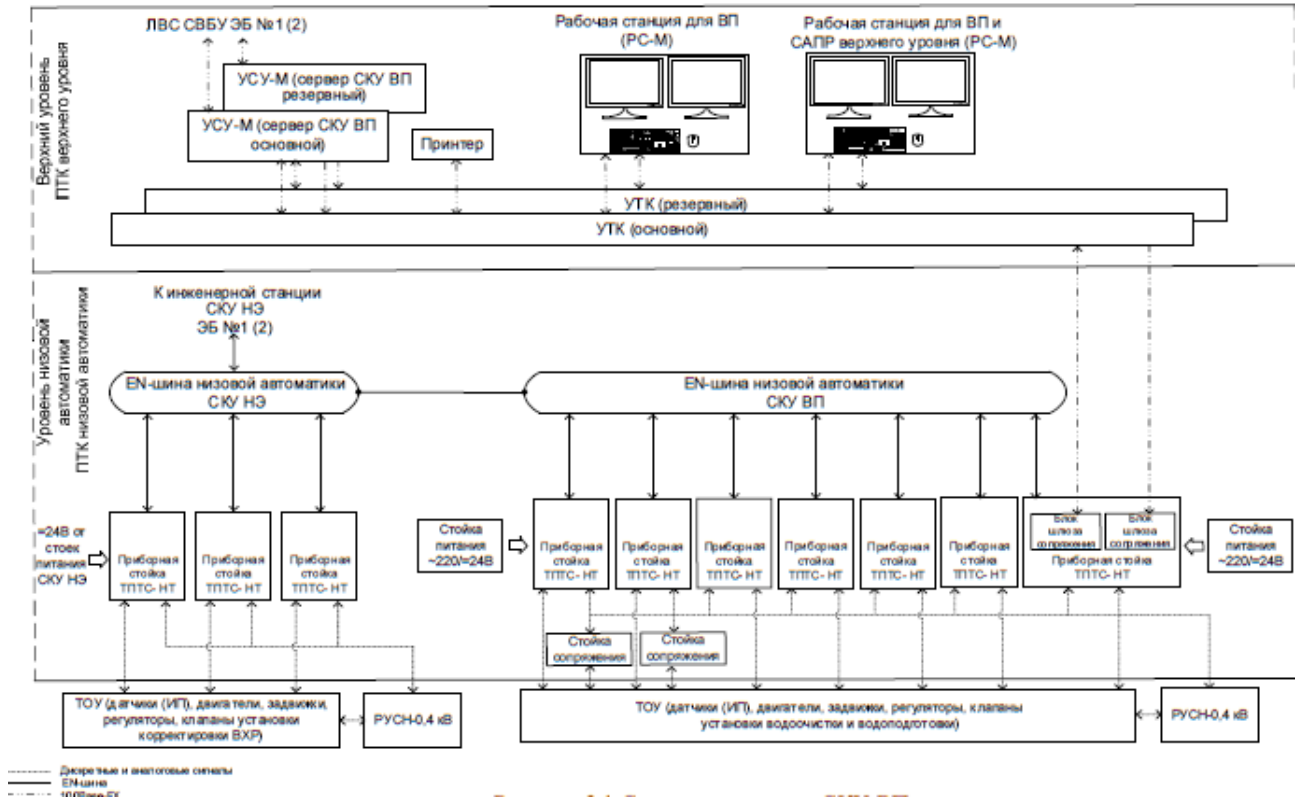 ЛВС СВБУ ЭБ №1 (2)
Рабочая станция для ВП
(РС-М)
Рабочая станция для ВП и
САПР верхнего уровня (РС-М)
Верхний уровень
ПТК верхнего уровня
УСУ-М (сервер СКУ ВП
резервный)
УСУ-М (сервер СКУ ВП
основной)
Принтер
УТК (резервный)
УТК (основной)
Уровень низовой
автоматики
ПТК низовой автоматики
К инженерной станции
СКУ НЭ
ЭБ №1 (2)
EN-шина низовой автоматики
СКУ НЭ
EN-шина низовой автоматики
СКУ ВП
=24В от
стоек
питания
СКУ НЭ
Приборная
стойка
ТПТС-НТ
Приборная
стойка
ТПТС-НТ
Приборная
стойка
ТПТС-НТ
Стойка
питания
~220/=24В
Приборная
стойка
ТПТС-НТ
Приборная
стойка
ТПТС-НТ
Приборная
стойка
ТПТС-НТ
Приборная
стойка
ТПТС-НТ
Приборная
стойка
ТПТС-НТ
Приборная
стойка
ТПТС-НТ
Блок
шлюза
сопряжения
Блок
шлюза
сопряжения
Приборная стойка
ТПТС-НТ
Стойка
питания
~220/=24В
Стойка
сопряжения
Стойка
сопряжения
ТОУ (датчики (ИП), двигатели, задвижки,
регуляторы, клапаны установки
корректировки ВХР)
РУСН-0,4 кВ
ТОУ (датчики (ИП), двигатели, задвижки, регуляторы, клапаны
установки водоочистки и водоподготовки)
РУСН-0,4 кВ
Дискретные и аналоговые сигналы
EN-шина
100Base-FX